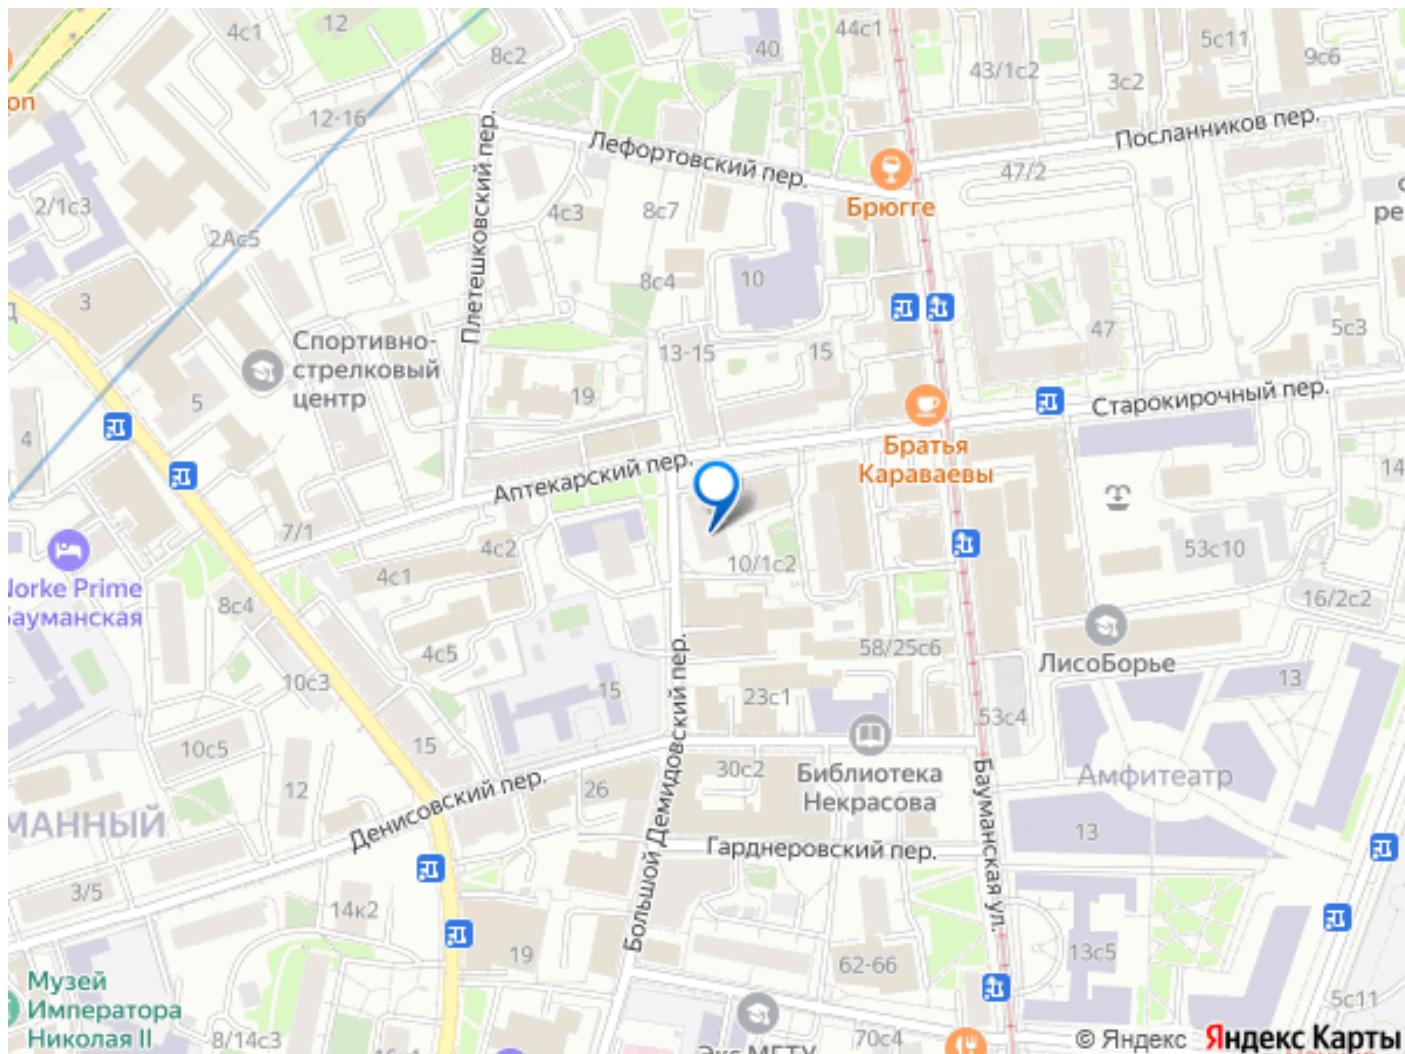 4с1
12
8с2
40
44с1
43/1с2
5с11
9с6
3с2
on
12-16
Плетешковский пер.
Лефортовский пер.
Посланников пер.
47/2
Брюгге
2/1с3
2Ас5
4с3
8с7
8с4
10
3
Спортивно-
стрелковый
центр
13-15
15
47
5с3
5
19
4
Старокирочный пер.
Братья
Караваевы
Аптекарский пер.
14
7/1
4с2
4с1
10/1с2
53с10
Norke Prime
Бауманская
8с4
16/2с2
4с5
58/25с6
ЛисоБорье
10с3
15
23с1
13
53с4
Большой Демидовский пер.
10с5
15
12
26
30с2
Библиотека
Некрасова
Амфитеатр
МАННЫЙ
Денисовский пер.
Гарднеровский пер.
13
Бауманская ул.
3/5
14к2
19
62-66
13с5
Музей
Императора
Николая II
8/14с3
70с4
5с11
© Яндекс
Яндекс Карты